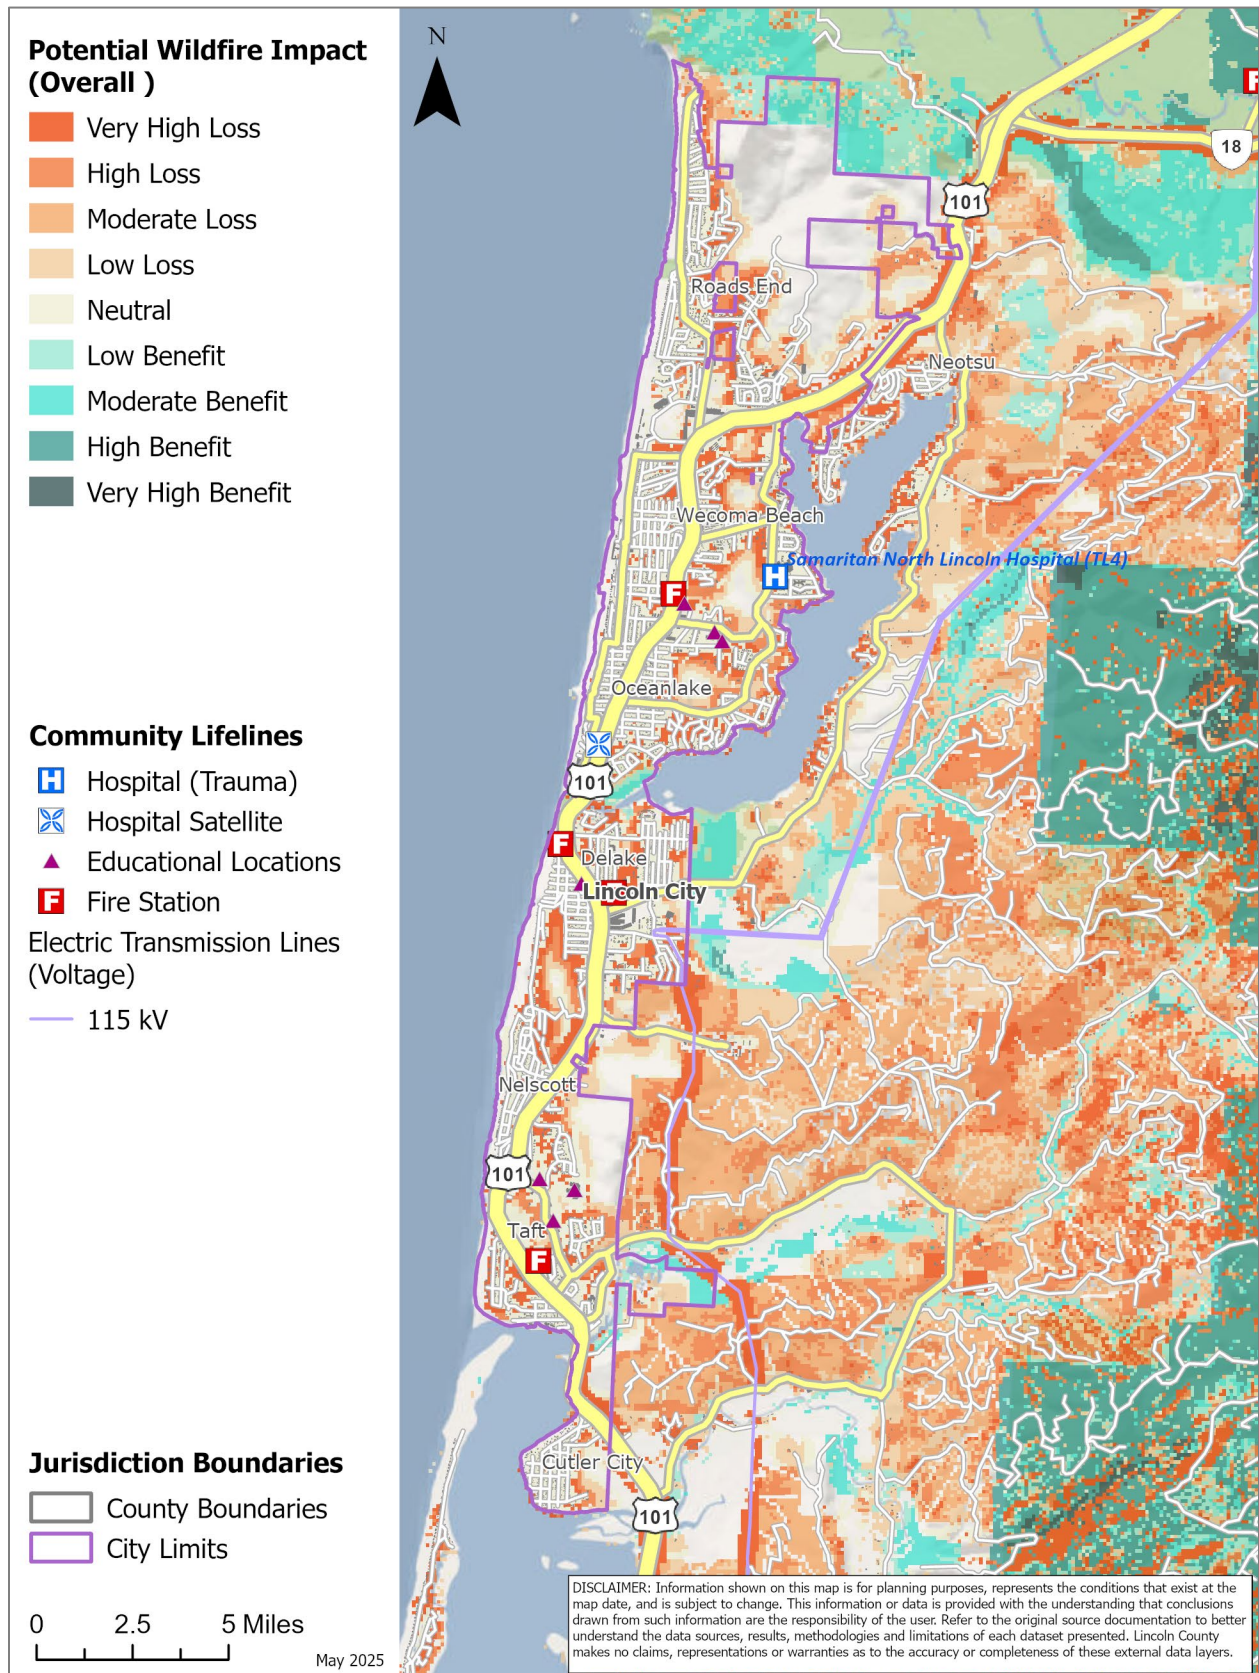 Potential Wildfire Impact
(Overall )
Very High Loss
High Loss
Moderate Loss
Low Loss
Neutral
Low Benefit
Moderate Benefit
High Benefit
Very High Benefit
Community Lifelines
H
Hospital (Trauma)
Hospital Satellite
Educational Locations
F
Fire Station
Electric Transmission Lines
(Voltage)
115 kV
Jurisdiction Boundaries
County Boundaries
City Limits
0 2.5 5 Miles
May 2025
N
F
18
101
Roads End
Neotsu
Wecoma Beach
Samaritan North Lincoln Hospital (TL4)
H
F
Oceanlake
101
F
Delake
Lincoln City
Nelscott
101
Taft
F
Cutler City
101
DISCLAIMER: Information shown on this map is for planning purposes, represents the conditions that exist at the
map date, and is subject to change. This information or data is provided with the understanding that conclusions
drawn from such information are the responsibility of the user. Refer to the original source documentation to better
understand the data sources, results, methodologies and limitations of each dataset presented. Lincoln County
makes no claims, representations or warranties as to the accuracy or completeness of these external data layers.